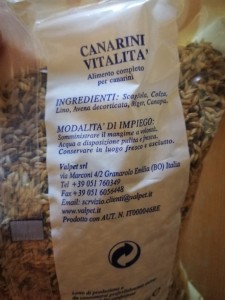 CANARINI
VITALITA'
Alimento completo
per canarini
INGREDIENTI: Scagliola, Colza,
Lino, Avena decorticata, Niger, Canapa.
MODALITA' DI IMPIEGO:
Somministrare il mangime a volontà.
Acqua a disposizione pulita e fresca.
Conservare in luogo fresco e asciutto.
Valpet srl
via Marconi 4/2 Granarolo Emilia (BO) Italia
Tel +39 051 760349
Fax +39 051 6056448
Email: servizio.clienti@valpet.it
www.valpet.it
Prodotto con AUT. N. IT000046BE
di produzione e